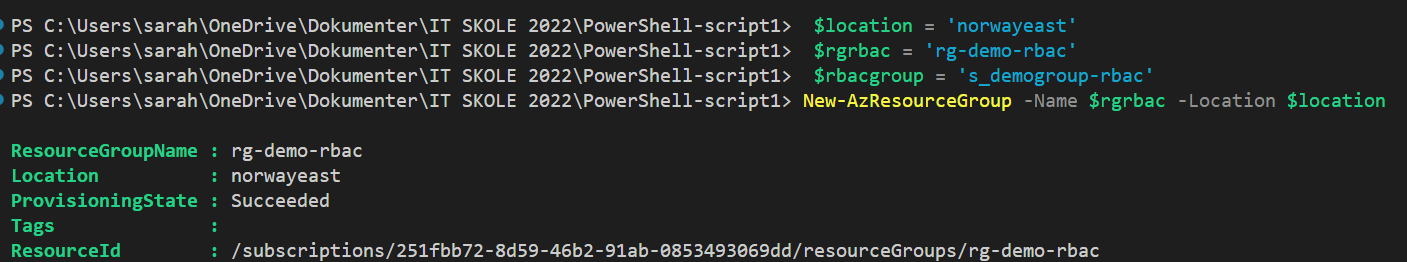 PS C:\Users\sarah\OneDrive\Dokumenter\IT SKOLE 2022\PowerShell-script1>  $location = 'norwayeast'
PS C:\Users\sarah\OneDrive\Dokumenter\IT SKOLE 2022\PowerShell-script1>  $rgrbac = 'rg-demo-rbac'
PS C:\Users\sarah\OneDrive\Dokumenter\IT SKOLE 2022\PowerShell-script1>  $rbacgroup = 's_demogroup-rbac'
PS C:\Users\sarah\OneDrive\Dokumenter\IT SKOLE 2022\PowerShell-script1> New-AzResourceGroup -Name $rgrbac -Location $location
ResourceGroupName : rg-demo-rbac
Location          : norwayeast
ProvisioningState : Succeeded
Tags              :
ResourceId        : /subscriptions/251fbb72-8d59-46b2-91ab-0853493069dd/resourceGroups/rg-demo-rbac